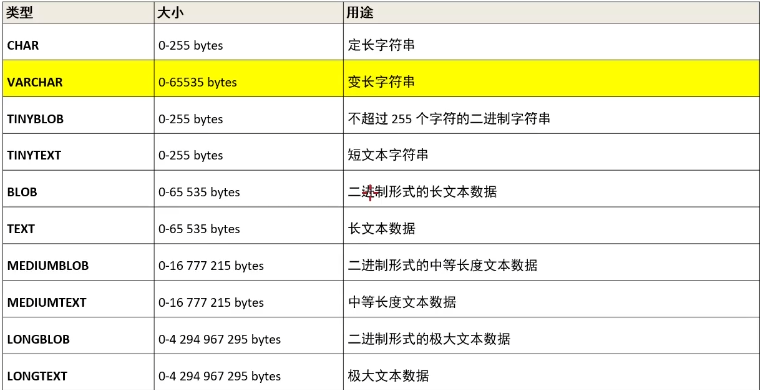 类型 大小 用途
CHAR 0-255 bytes 定长字符串
VARCHAR 0-65535 bytes 变长字符串
TINYBLOB 0-255 bytes 不超过 255 个字符的二进制字符串
TINYTEXT 0-255 bytes 短文本字符串
BLOB 0-65 535 bytes 二进制形式的长文本数据
TEXT 0-65 535 bytes 长文本数据
MEDIUMBLOB 0-16 777 215 bytes 二进制形式的中等长度文本数据
MEDIUMTEXT 0-16 777 215 bytes 中等长度文本数据
LONGBLOB 0-4 294 967 295 bytes 二进制形式的极大文本数据
LONGTEXT 0-4 294 967 295 bytes 极大文本数据